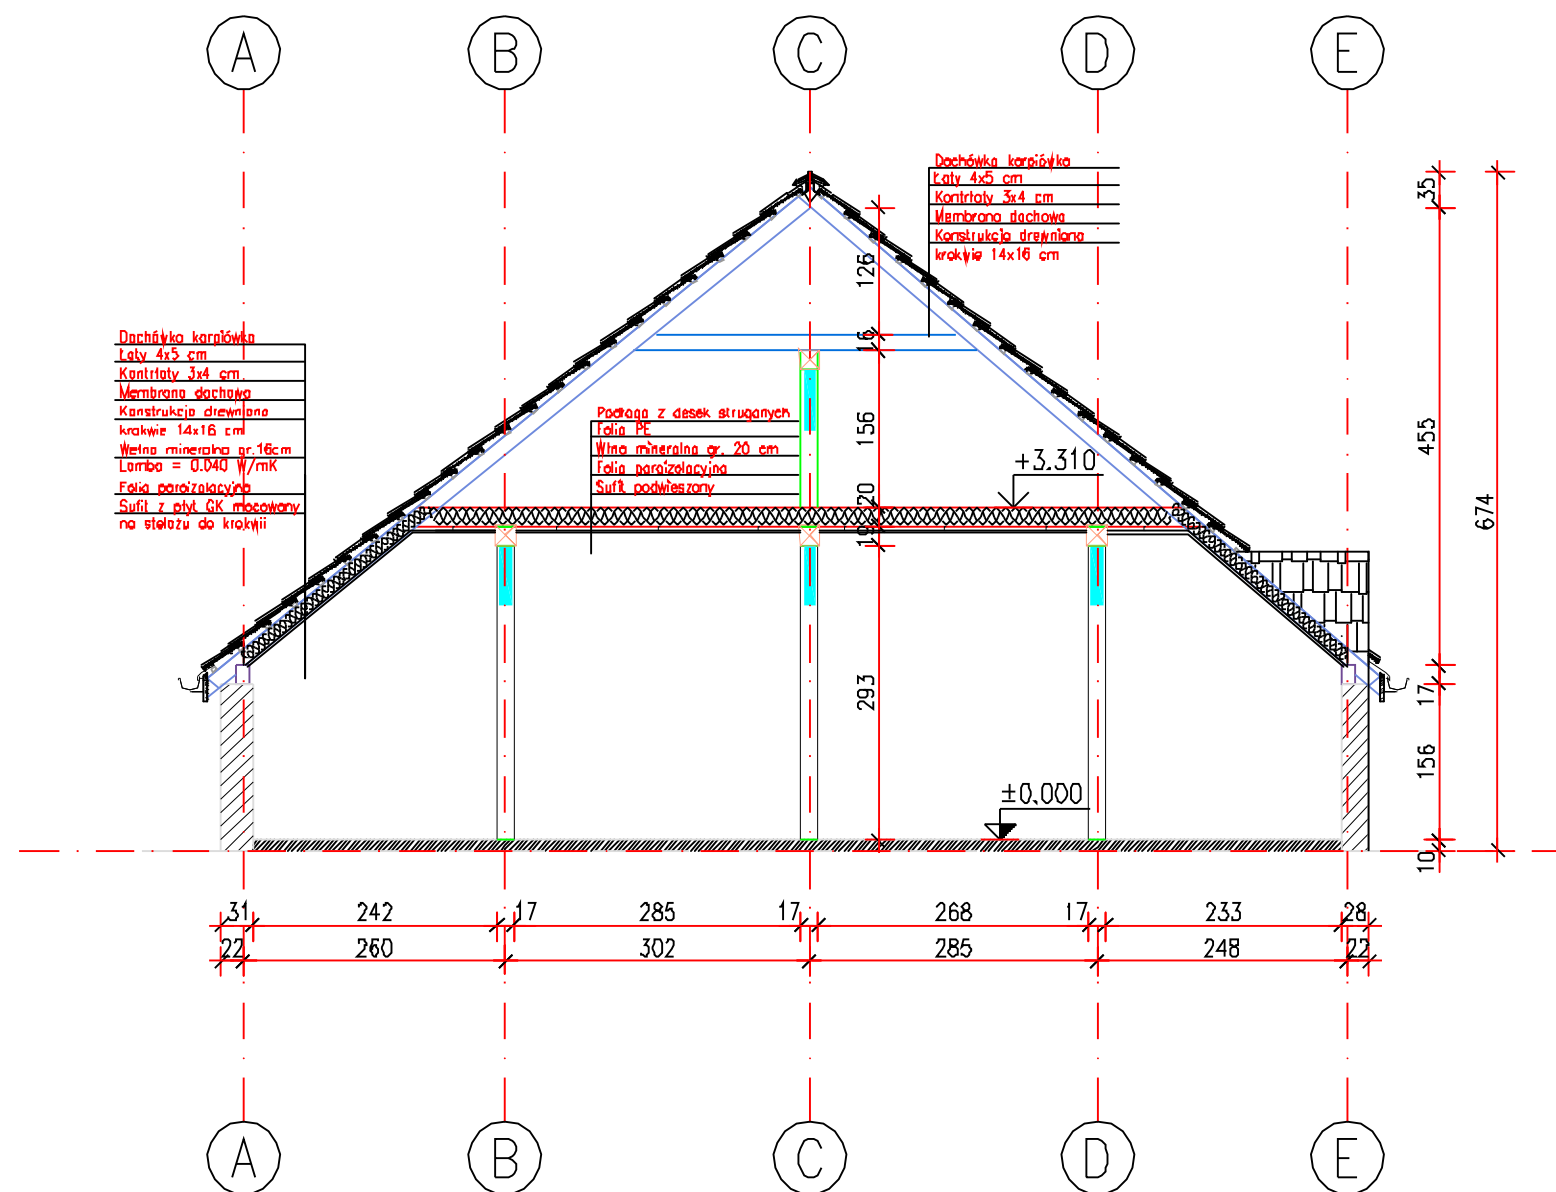 A B C D E
Dachówka karpiówka
Łaty 4x5 cm
Kontrłaty 3x4 cm
Membrana dachowa
Konstrukcja drewniana
krokwie 14x16 cm
35
126
16
Dachówka karpiówka
Łaty 4x5 cm
Kontrłaty 3x4 cm
Membrana dachowa
Konstrukcja drewniana
krokwie 14x16 cm
Wełna mineralna gr.16cm
Lamba = 0.040 W/mK
Folia paroizolacyjna
Sufit z płyt GK mocowany
na stelażu do krokwii
Podłoga z desek struganych
Folia PE
Włna mineralna gr. 20 cm
Folia paroizolacyjna
Sufit podwieszony
156
+3.310
455
20
19
674
293
17
156
±0.000
10
31 242 17 285 17 268 17 233 28
22 260 302 285 248 22
A B C D E